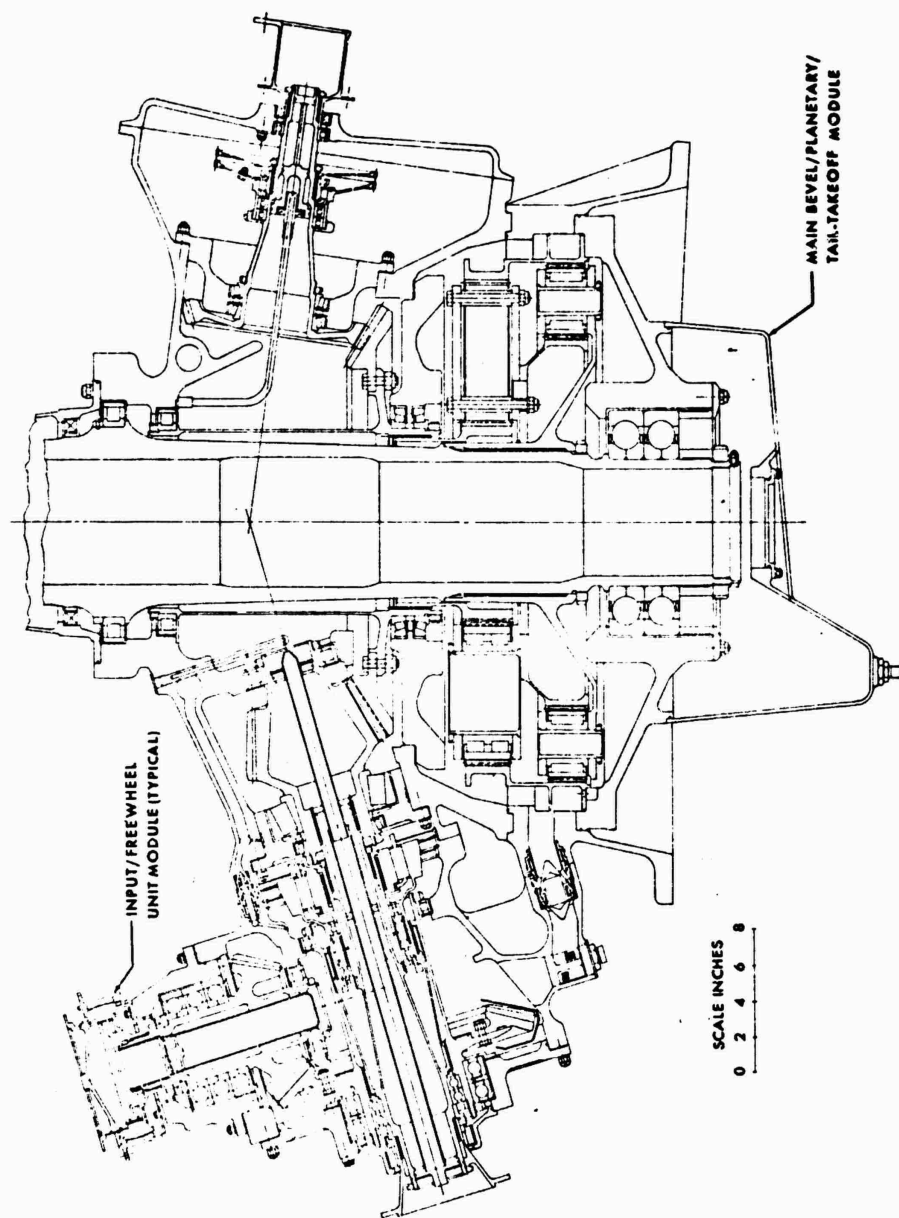 INPUT/FREEWHEEL
UNIT MODULE (TYPICAL)
MAIN BEVEL/PLANETARY/
TAIL-TAKEOFF MODULE
SCALE INCHES
0 2 4 6 8